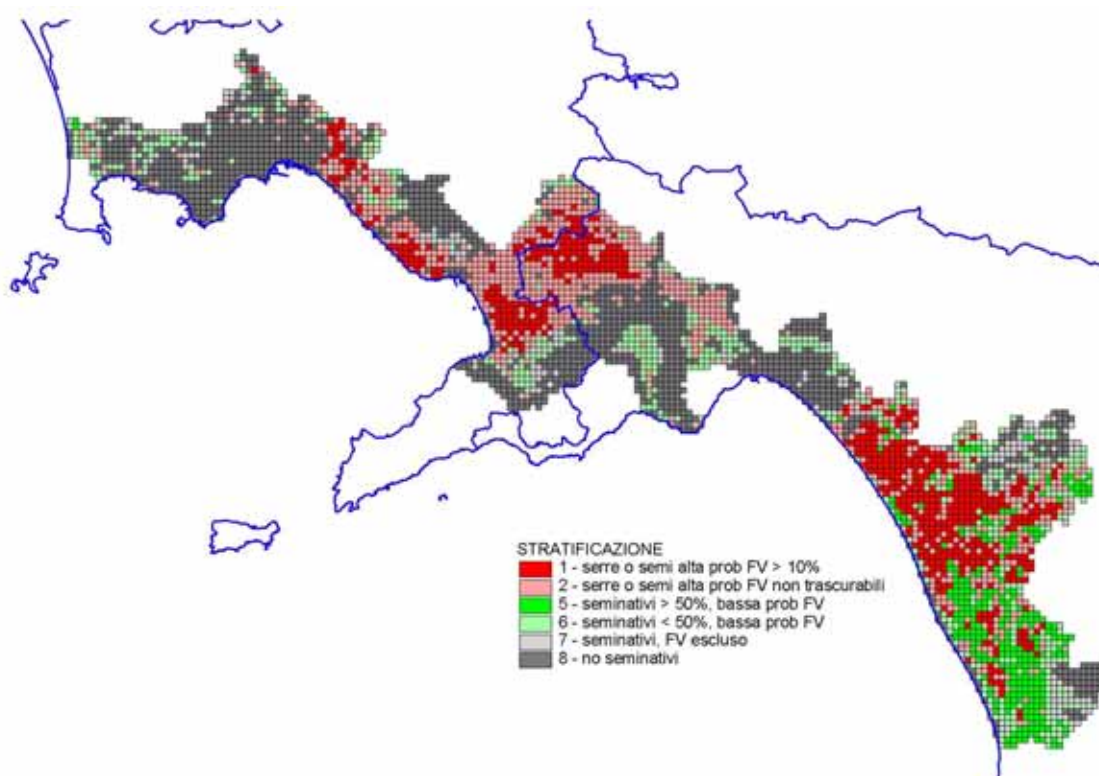 STRATIFICAZIONE
1 - serre o semi alta prob FV > 10%
2 - serre o semi alta prob FV non trascurabili
5 - seminativi > 50%, bassa prob FV
6 - seminativi < 50%, bassa prob FV
7 - seminativi, FV escluso
8 - no seminativi